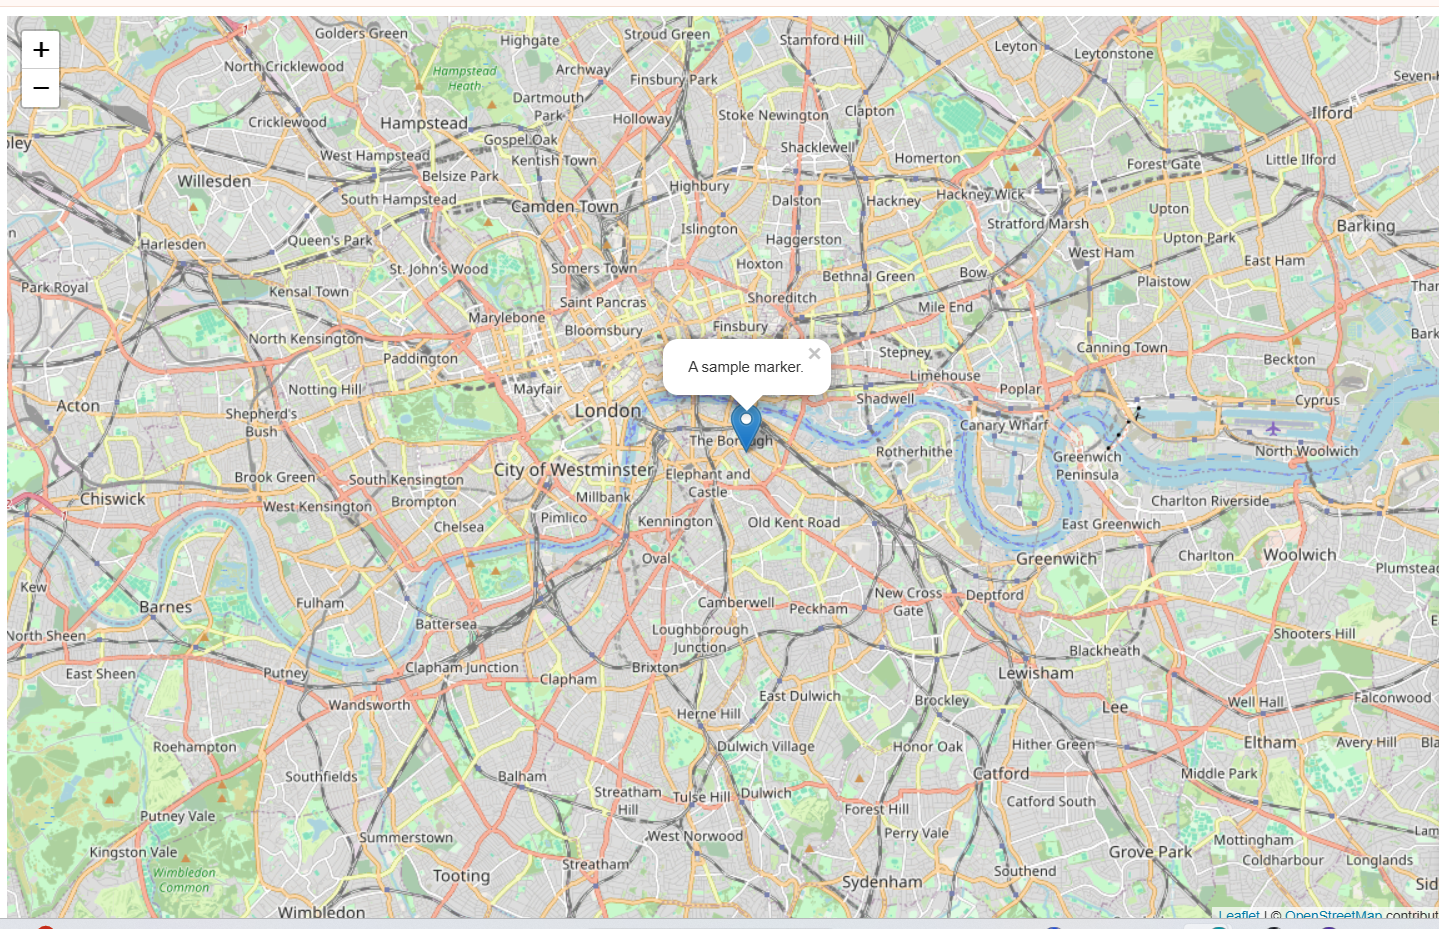 Golders Green
Highgate
Stroud Green
Stamford Hill
Leyton
Leytonstone
+
−
North Cricklewood
Hampstead
Heath
Archway
Finsbury Park
Seven K
Dartmouth
Park
Holloway
Stoke Newington
Clapton
Ilford
Cricklewood
Hampstead
Gospel Oak
West Hampstead
Kentish Town
Shacklewell
Homerton
Forest Gate
Little Ilford
oley
Willesden
Belsize Park
South Hampstead
Highbury
Dalston
Hackney
Hackney Wick
Camden Town
Upton
Stratford Marsh
Barking
n
Harlesden
Queen's Park
Islington
Haggerston
Upton Park
West Ham
East Ham
St. John's Wood
Somers Town
Hoxton
Bethnal Green
Bow
Plaistow
Park Royal
Kensal Town
Saint Pancras
Shoreditch
Mile End
Thar
Marylebone
Bloomsbury
Finsbury
North Kensington
Paddington
Stepney
Canning Town
Beckton
Bark
A sample marker.
×
Notting Hill
Mayfair
Limehouse
Poplar
Shadwell
Cyprus
Acton
Shepherd's
Bush
London
Canary Wharf
The Borough
Rotherhithe
Greenwich
Peninsula
North Woolwich
City of Westminster
Elephant and
Castle
Brook Green
South Kensington
Brompton
Millbank
Chiswick
West Kensington
Pimlico
Kennington
Old Kent Road
Charlton Riverside
Chelsea
East Greenwich
Oval
Greenwich
Charlton
Woolwich
Plumstead
Kew
Barnes
Fulham
Camberwell
Peckham
New Cross
Gate
Deptford
Battersea
Loughborough
Junction
Shooters Hill
E
North Sheen
East Sheen
Putney
Clapham Junction
Clapham
Brixton
Blackheath
Lewisham
Wandsworth
East Dulwich
Brockley
Lee
Well Hall
Falconwood
Herne Hill
Roehampton
Dulwich Village
Honor Oak
Hither Green
Eltham
Avery Hill
Bla
Southfields
Balham
Catford
Middle Park
Streatham
Hill
Tulse Hill
Dulwich
Forest Hill
Catford South
Putney Vale
Summerstown
West Norwood
Perry Vale
Mottingham
Lam
Kingston Vale
Streatham
Grove Park
Coldharbour
Longlands
Wimbledon
Common
Tooting
Sydenham
Southend
Sid
Wimbledon
Leaflet | © OpenStreetMap contribut